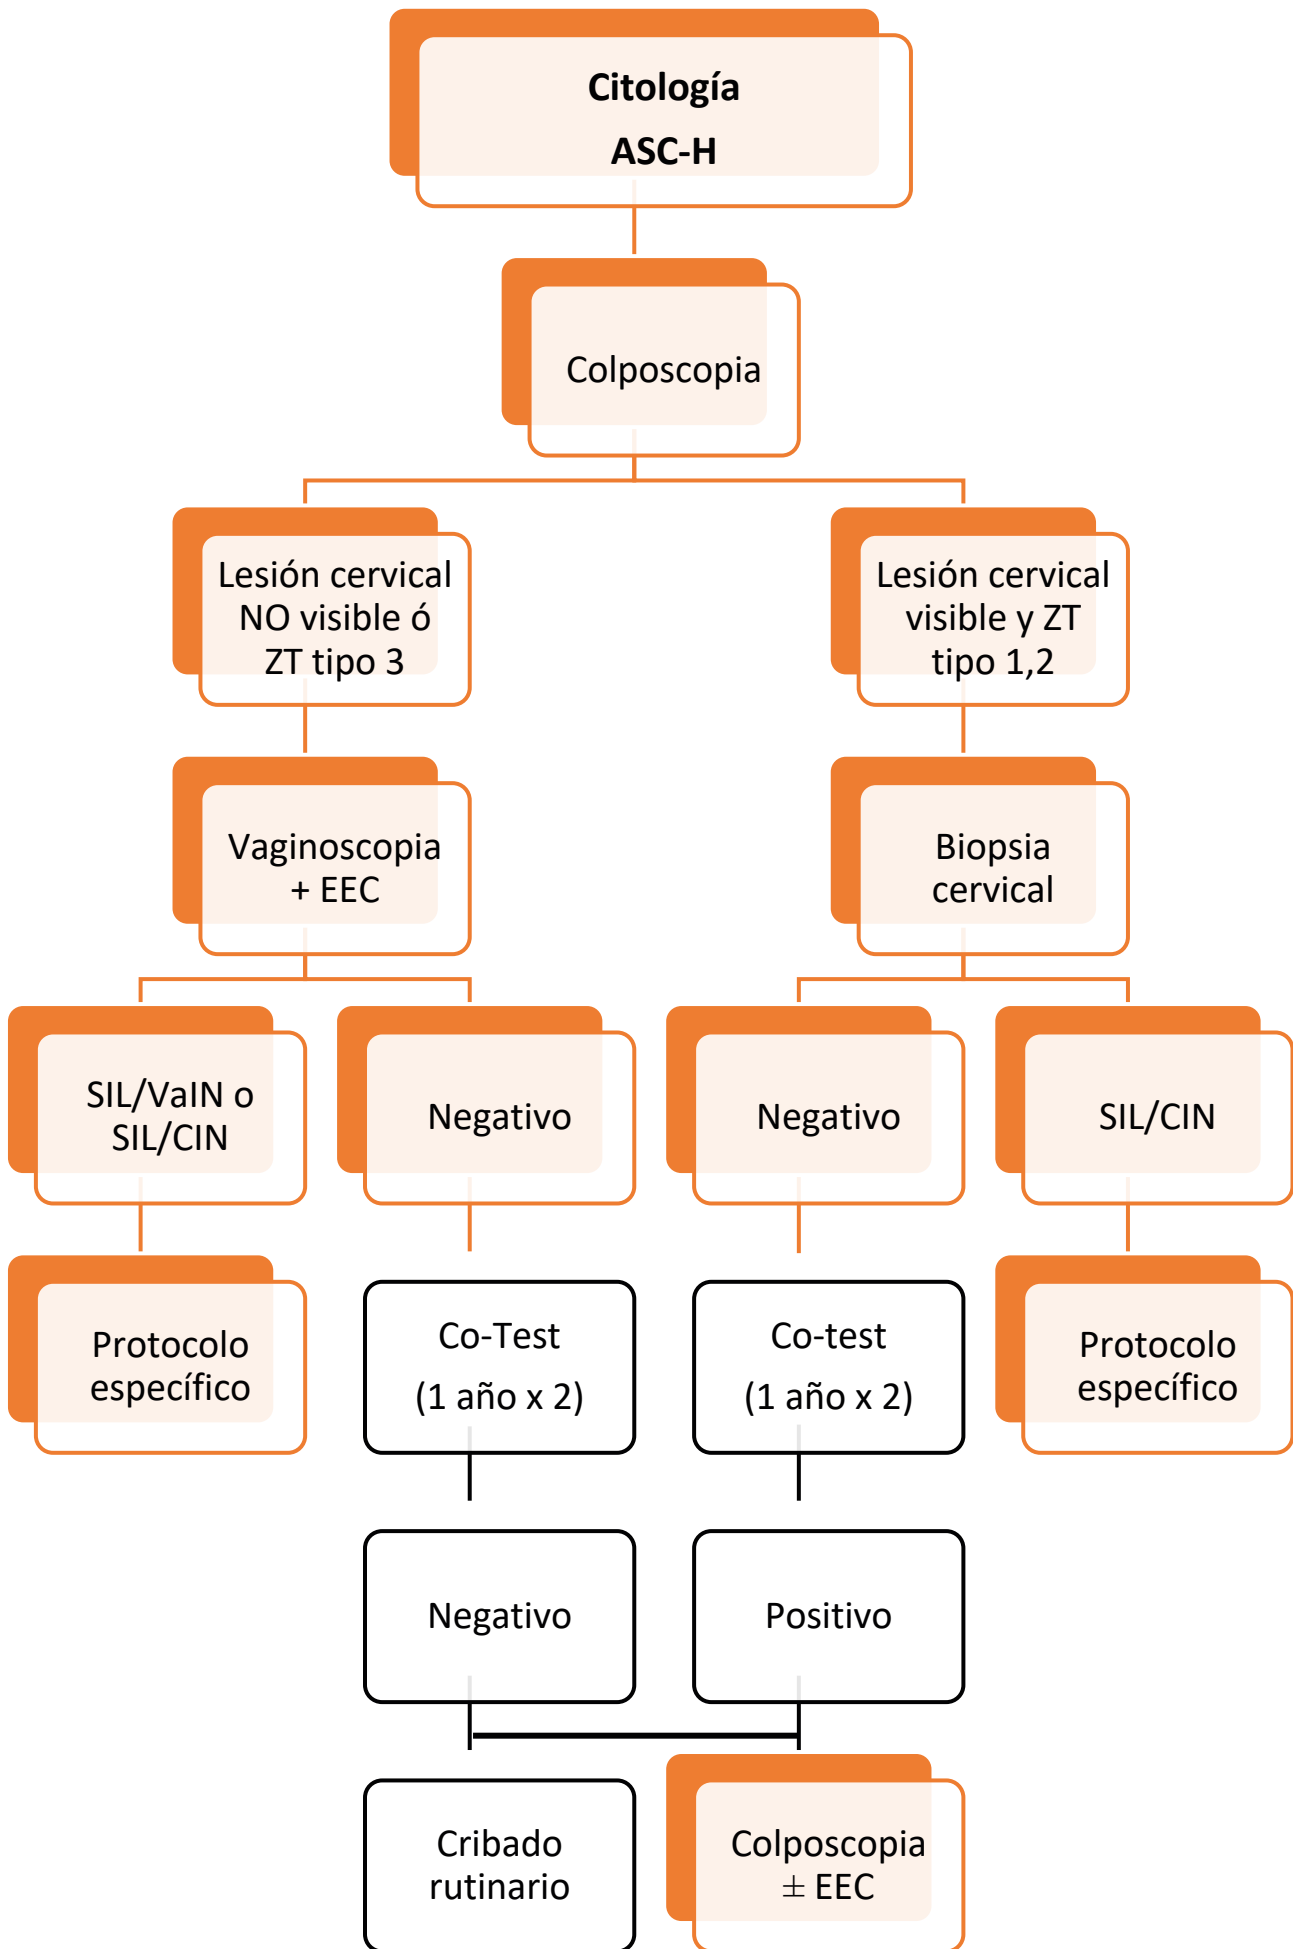 Citología
ASC-H
Colposcopia
Lesión cervical
NO visible ó
ZT tipo 3
Lesión cervical
visible y ZT
tipo 1,2
Vaginoscopia
+ EEC
Biopsia
cervical
SIL/VaIN o
SIL/CIN
Negativo
Negativo
SIL/CIN
Protocolo
específico
Co-Test
(1 año x 2)
Co-test
(1 año x 2)
Protocolo
específico
Negativo
Positivo
Cribado
rutinario
Colposcopia
± EEC